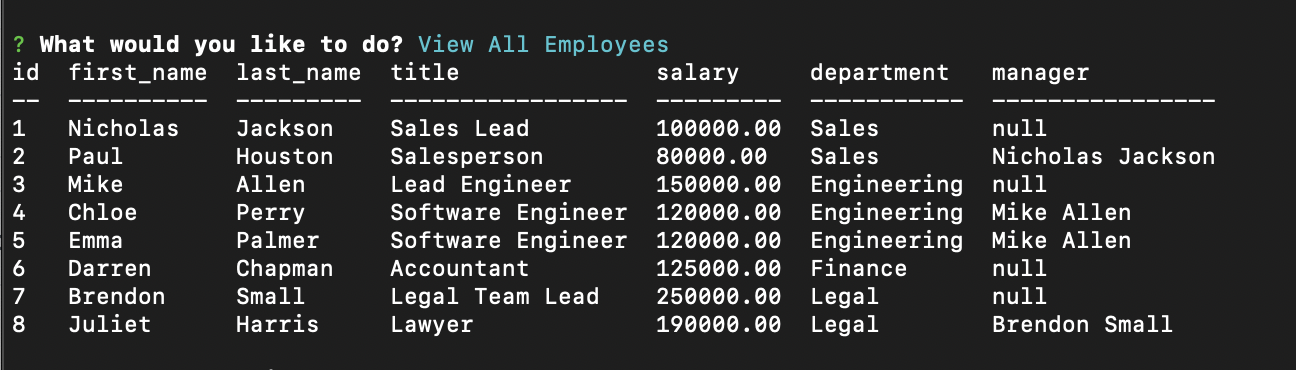 ? What would you like to do? View All Employees
id  first_name  last_name  title              salary     department   manager
--  ----------  ---------  -----------------  ---------  -----------  ----------------
1   Nicholas    Jackson    Sales Lead         100000.00  Sales        null
2   Paul        Houston    Salesperson        80000.00   Sales        Nicholas Jackson
3   Mike        Allen      Lead Engineer      150000.00  Engineering  null
4   Chloe       Perry      Software Engineer  120000.00  Engineering  Mike Allen
5   Emma        Palmer     Software Engineer  120000.00  Engineering  Mike Allen
6   Darren      Chapman    Accountant         125000.00  Finance      null
7   Brendon     Small      Legal Team Lead    250000.00  Legal        null
8   Juliet      Harris     Lawyer             190000.00  Legal        Brendon Small